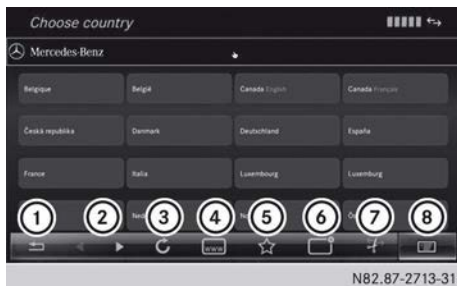 Choose country
Mercedes-Benz
Belgique België Canada English Canada Français
Česká republika Danmark Deutschland España
France Italia Luxembourg Luxemburg
1 2 3 4 5 6 7 8
www
N82.87-2713-31